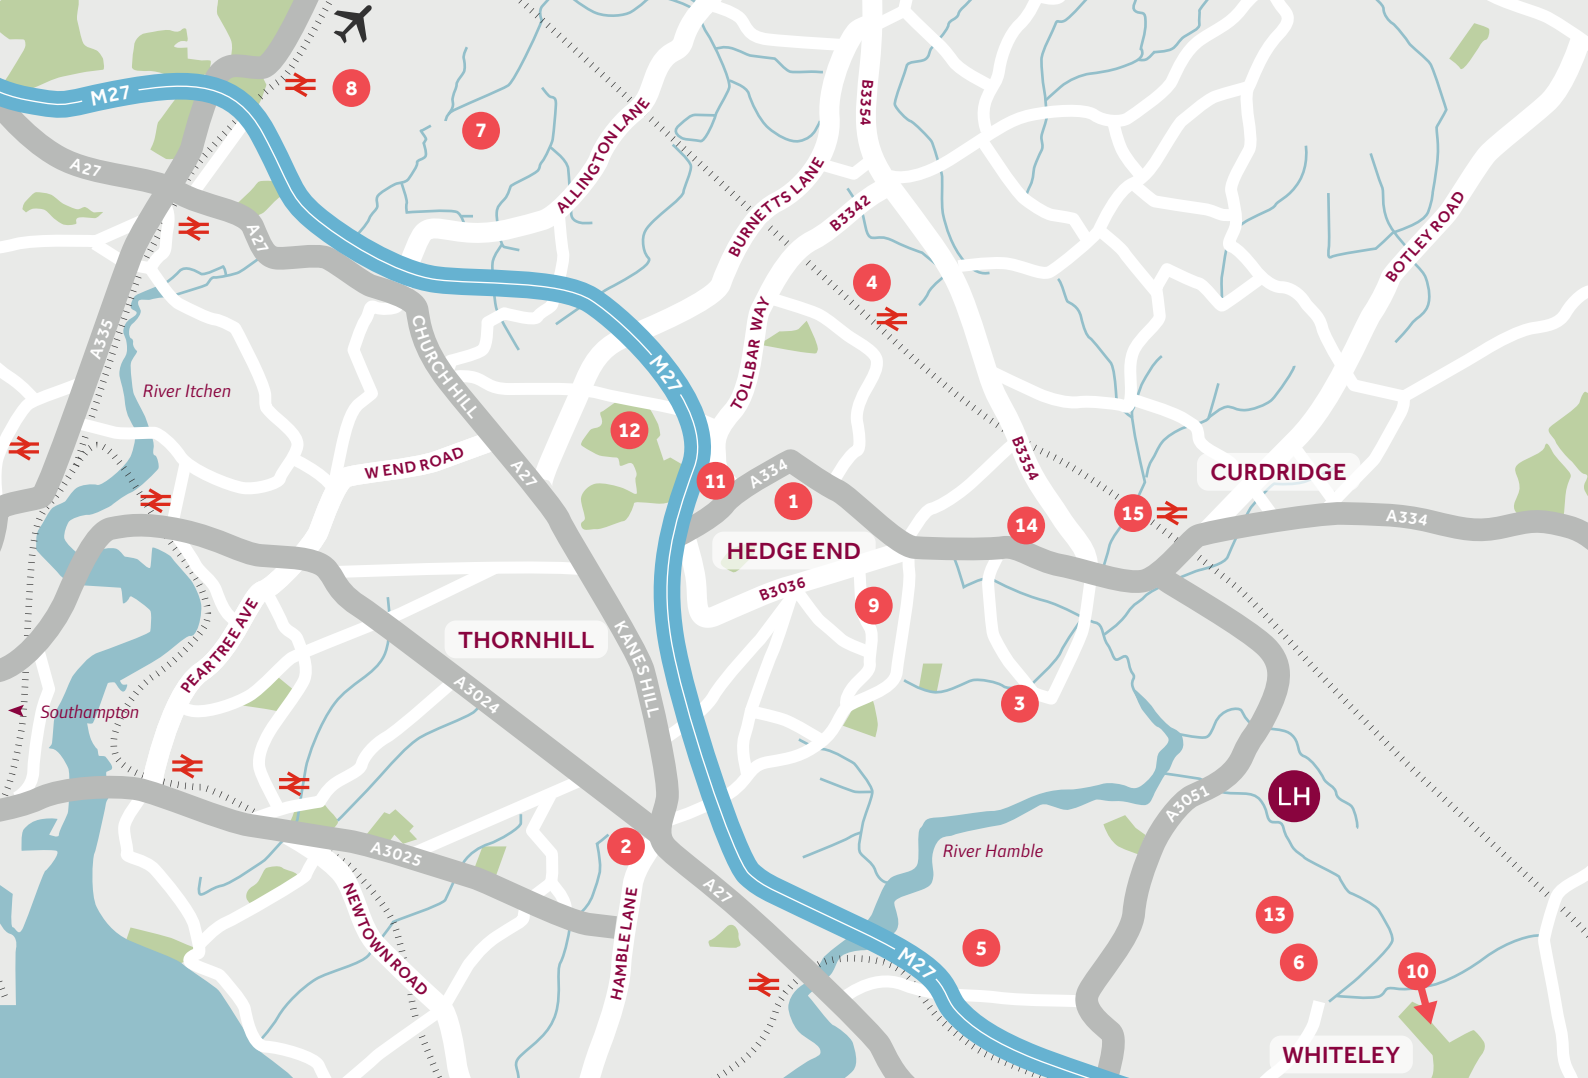 M27
8
7
B3354
A27
ALLINGTON LANE
BURNETTS LANE
B3342
A27
BOTLEY ROAD
4
A335
CHURCH HILL
TOLLBAR WAY
M27
River Itchen
12
W END ROAD
A27
11
A334
1
B3354
CURDRIDGE
14
15
A334
HEDGE END
B3036
9
PEARTREE AVE
THORNHILL
KANES HILL
A3024
3
Southampton
A3051
LH
2
A3025
River Hamble
A27
NEWTOWN ROAD
HAMBLE LANE
13
5
M27
6
10
WHITELEY